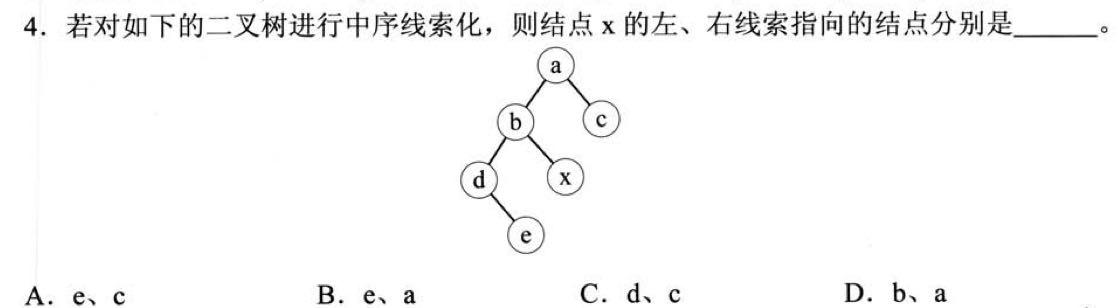 4．若对如下的二叉树进行中序线索化，则结点 x 的左、右线索指向的结点分别是______。
a
b
c
d
x
e
A．e、c B．e、a C．d、c D．b、a